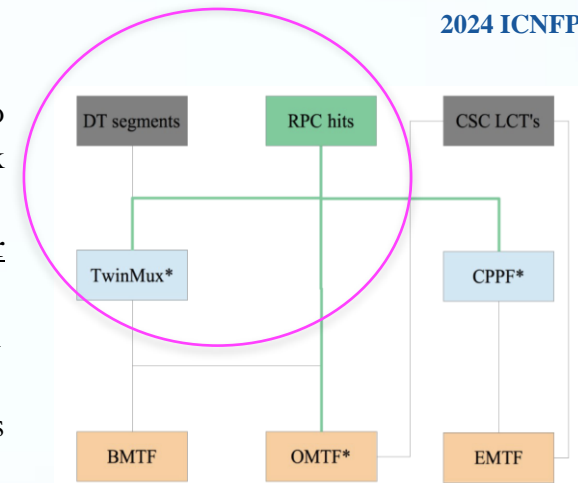 2024 ICNFP
DT segments
RPC hits
CSC LCT's
TwinMux*
CPPF*
BMTF
OMTF*
EMTF